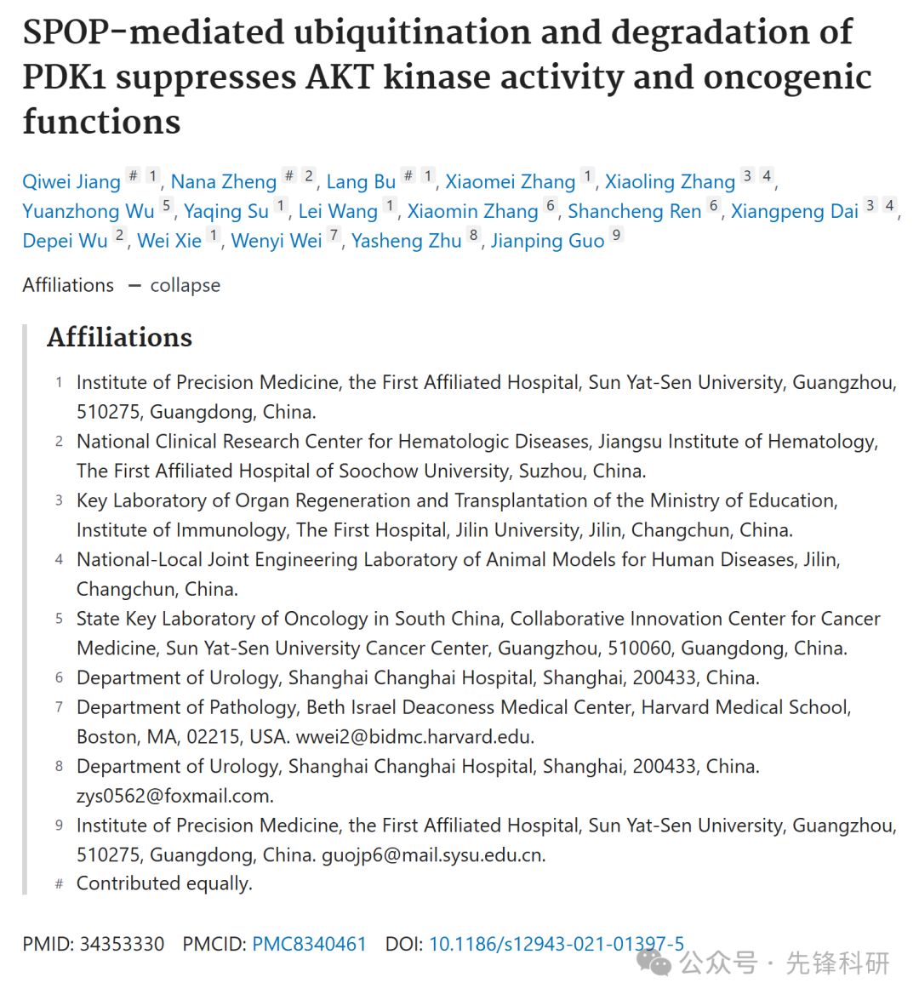 SPOP-mediated ubiquitination and degradation of
PDK1 suppresses AKT kinase activity and oncogenic
functions
Qiwei Jiang # 1, Nana Zheng # 2, Lang Bu # 1, Xiaomei Zhang 1, Xiaoling Zhang 3 4,
Yuanzhong Wu 5, Yaqing Su 1, Lei Wang 1, Xiaomin Zhang 6, Shancheng Ren 6, Xiangpeng Dai 3 4,
Depei Wu 2, Wei Xie 1, Wenyi Wei 7, Yasheng Zhu 8, Jianping Guo 9
Affiliations — collapse
Affiliations
1 Institute of Precision Medicine, the First Affiliated Hospital, Sun Yat-Sen University, Guangzhou,
510275, Guangdong, China.
2 National Clinical Research Center for Hematologic Diseases, Jiangsu Institute of Hematology,
The First Affiliated Hospital of Soochow University, Suzhou, China.
3 Key Laboratory of Organ Regeneration and Transplantation of the Ministry of Education,
Institute of Immunology, The First Hospital, Jilin University, Jilin, Changchun, China.
4 National-Local Joint Engineering Laboratory of Animal Models for Human Diseases, Jilin,
Changchun, China.
5 State Key Laboratory of Oncology in South China, Collaborative Innovation Center for Cancer
Medicine, Sun Yat-Sen University Cancer Center, Guangzhou, 510060, Guangdong, China.
6 Department of Urology, Shanghai Changhai Hospital, Shanghai, 200433, China.
7 Department of Pathology, Beth Israel Deaconess Medical Center, Harvard Medical School,
Boston, MA, 02215, USA. wwei2@bidmc.harvard.edu.
8 Department of Urology, Shanghai Changhai Hospital, Shanghai, 200433, China.
zys0562@foxmail.com.
9 Institute of Precision Medicine, the First Affiliated Hospital, Sun Yat-Sen University, Guangzhou,
510275, Guangdong, China. guojp6@mail.sysu.edu.cn.
# Contributed equally.
PMID: 34353330 PMCID: PMC8340461 DOI: 10.1186/s12943-021-01397-5
公众号 · 先锋科研